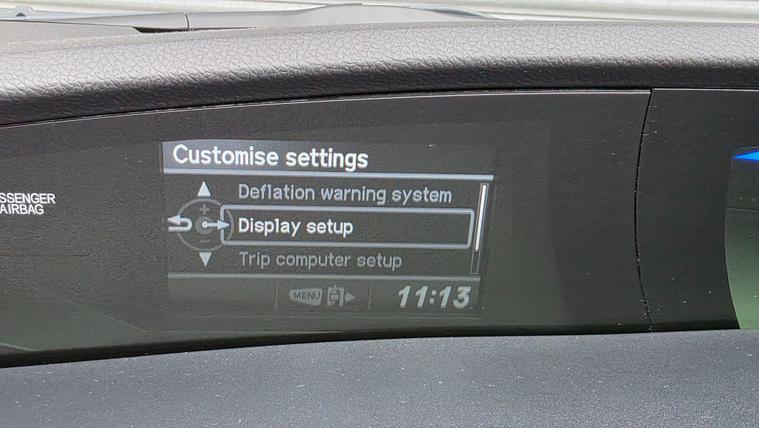 Customise settings
Deflation warning system
SSENGER
AIRBAG
Display setup
Trip computer setup
MENU
11:13